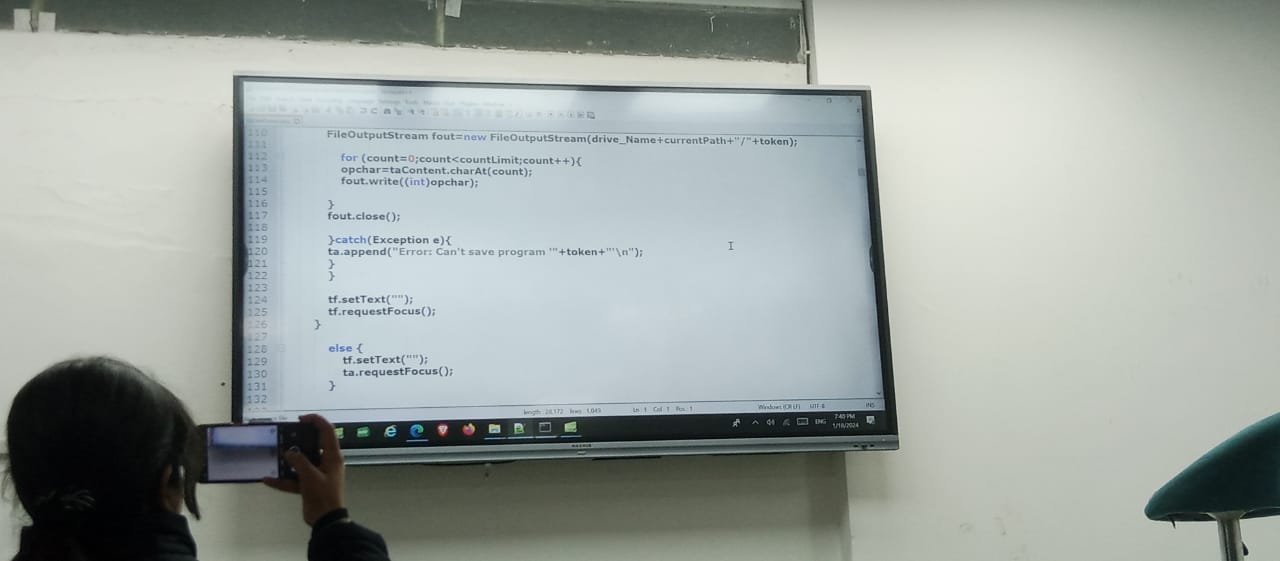 110
FileOutputStream fout=new FileOutputStream(drive_Name+currentPath+"/"+token);
111
112 for (count=0;count<countLimit;count++){
113 opchar=taContent.charAt(count);
114 fout.write((int)opchar);
115
116 }
117 fout.close();
118
119 }catch(Exception e){
120 ta.append("Error: Can't save program '"+token+"'\n");
121 }
122 }
123
124 tf.setText("");
125 tf.requestFocus();
126 }
127
128 else {
129 tf.setText("");
130 ta.requestFocus();
131 }
132
length : 24,172 lines : 1,049 Ln : 1 Col : 1 Pos : 1 Windows (CR LF) UTF-8 INS
ENG 7:40 PM
1/18/2024